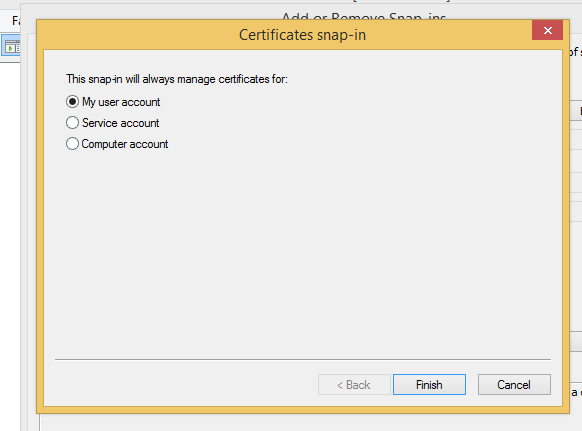 Add or Remove Snap-ins
Certificates snap-in
This snap-in will always manage certificates for:
My user account
Service account
Computer account
< Back
Finish
Cancel